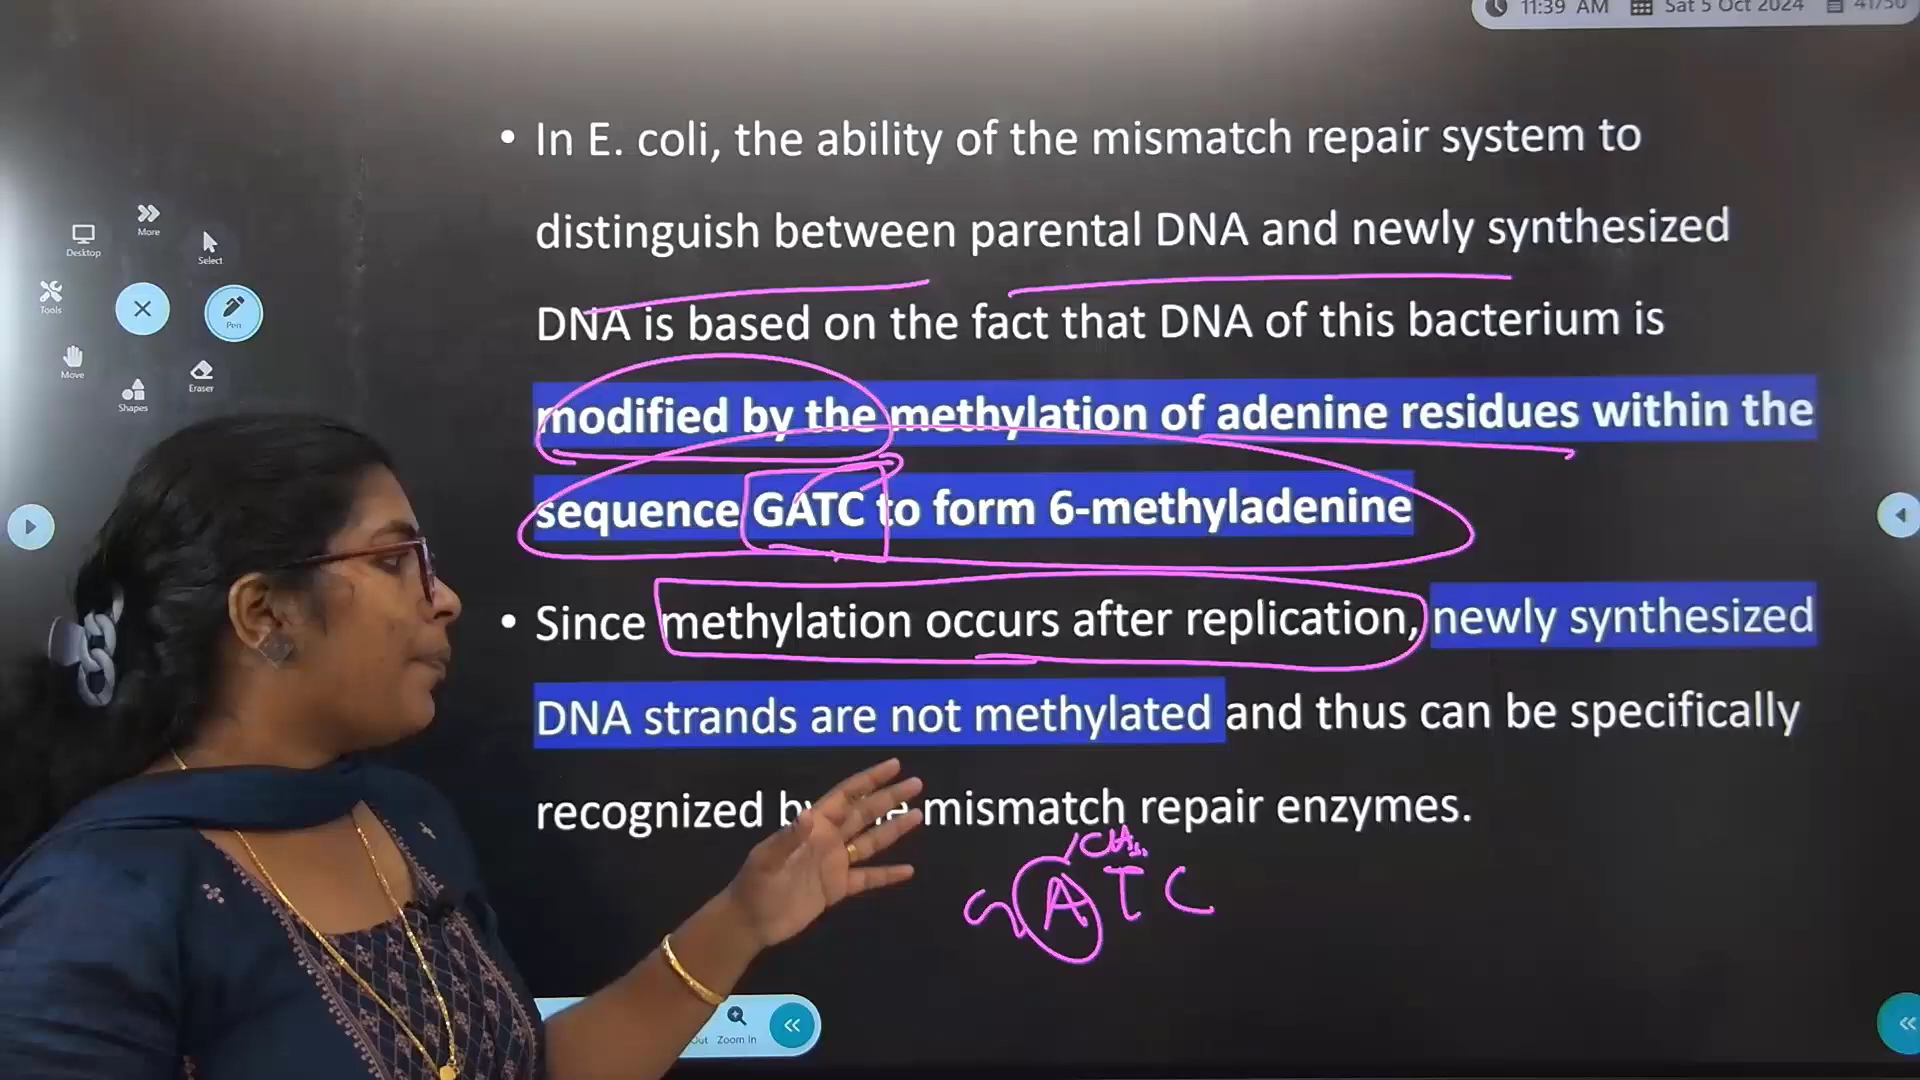 11:39 AM Sat 5 Oct 2024 41/50
• In E. coli, the ability of the mismatch repair system to
distinguish between parental DNA and newly synthesized
DNA is based on the fact that DNA of this bacterium is
modified by the methylation of adenine residues within the
sequence GATC to form 6-methyladenine
• Since methylation occurs after replication, newly synthesized
DNA strands are not methylated and thus can be specifically
recognized mismatch repair enzymes.
CH3
GATC
More
Desktop
Select
Tools
Pen
Move
Eraser
Shapes
Zoom In